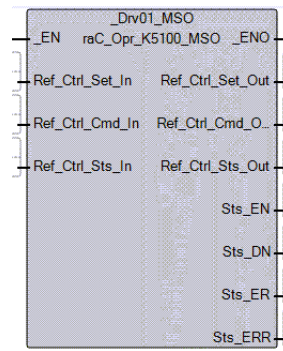 _Drv01_MSO
_EN raC_Opr_K5100_MSO _ENO
Ref_Ctrl_Set_In Ref_Ctrl_Set_Out
Ref_Ctrl_Cmd_In Ref_Ctrl_Cmd_O...
Ref_Ctrl_Sts_In Ref_Ctrl_Sts_Out
Sts_EN
Sts_DN
Sts_ER
Sts_ERR